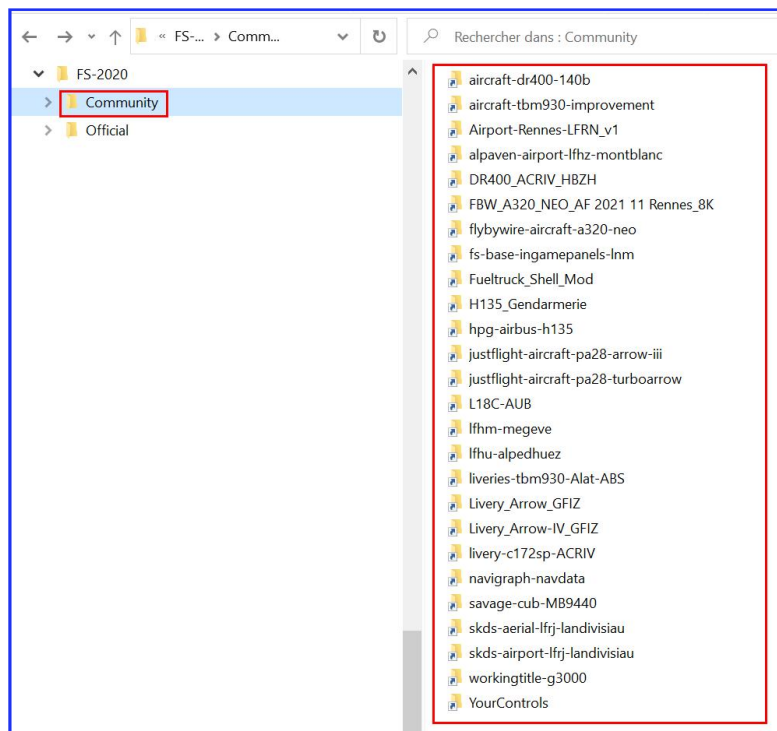 « FS-... > Comm...
Rechercher dans : Community
FS-2020
Community
Official
aircraft-dr400-140b
aircraft-tbm930-improvement
Airport-Rennes-LFRN_v1
alpaven-airport-lfhz-montblanc
DR400_ACRIV_HBZH
FBW_A320_NEO_AF 2021 11 Rennes_8K
flybywire-aircraft-a320-neo
fs-base-ingamepanels-lnm
Fueltruck_Shell_Mod
H135_Gendarmerie
hpg-airbus-h135
justflight-aircraft-pa28-arrow-iii
justflight-aircraft-pa28-turboarrow
L18C-AUB
lfhm-megeve
lfhu-alpedhuez
liveries-tbm930-Alat-ABS
Livery_Arrow_GFIZ
Livery_Arrow-IV_GFIZ
livery-c172sp-ACRIV
navigraph-navdata
savage-cub-MB9440
skds-aerial-lfrj-landivisiau
skds-airport-lfrj-landivisiau
workingtitle-g3000
YourControls